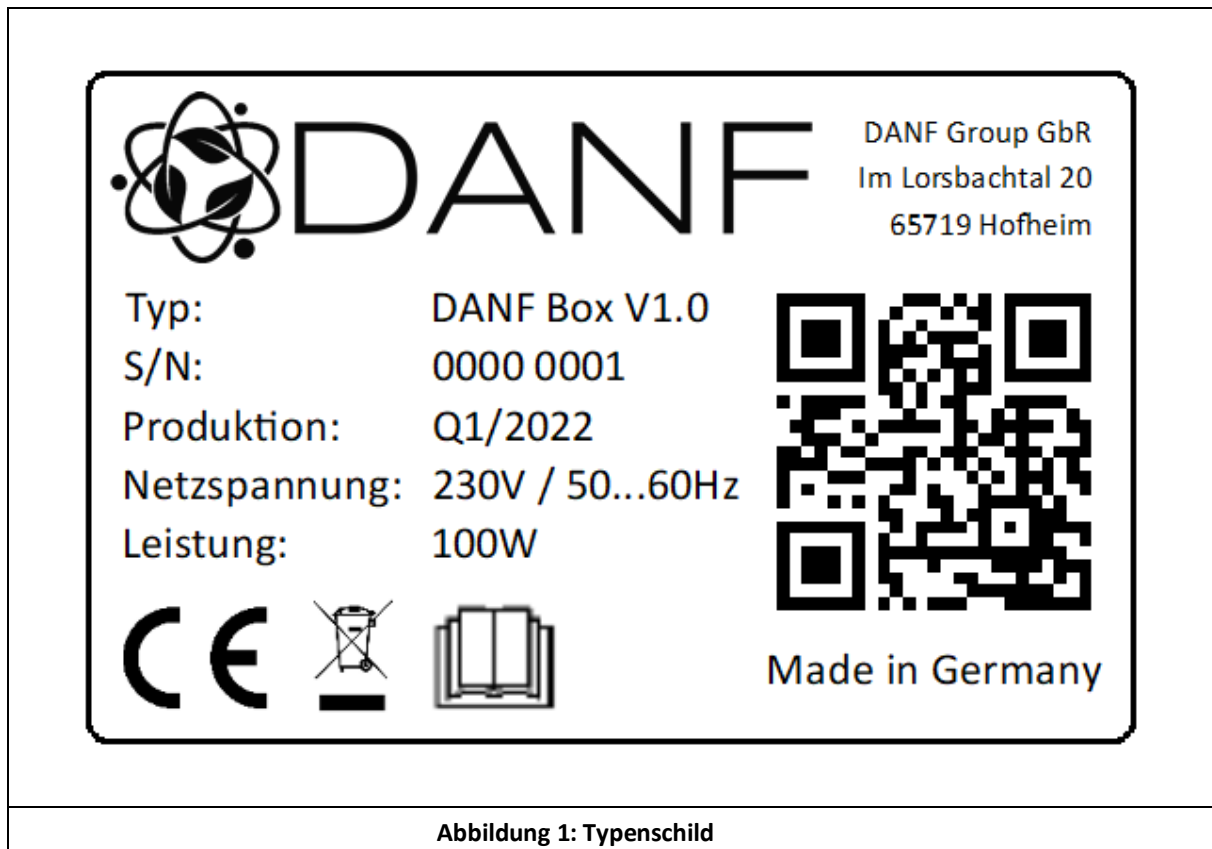 DANF
DANF Group GbR
Im Lorsbachtal 20
65719 Hofheim
Typ: DANF Box V1.0
S/N: 0000 0001
Produktion: Q1/2022
Netzspannung: 230V / 50...60Hz
Leistung: 100W
CE
Made in Germany
Abbildung 1: Typenschild